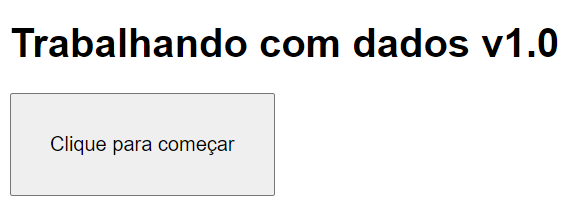 Trabalhando com dados v1.0
Clique para começar